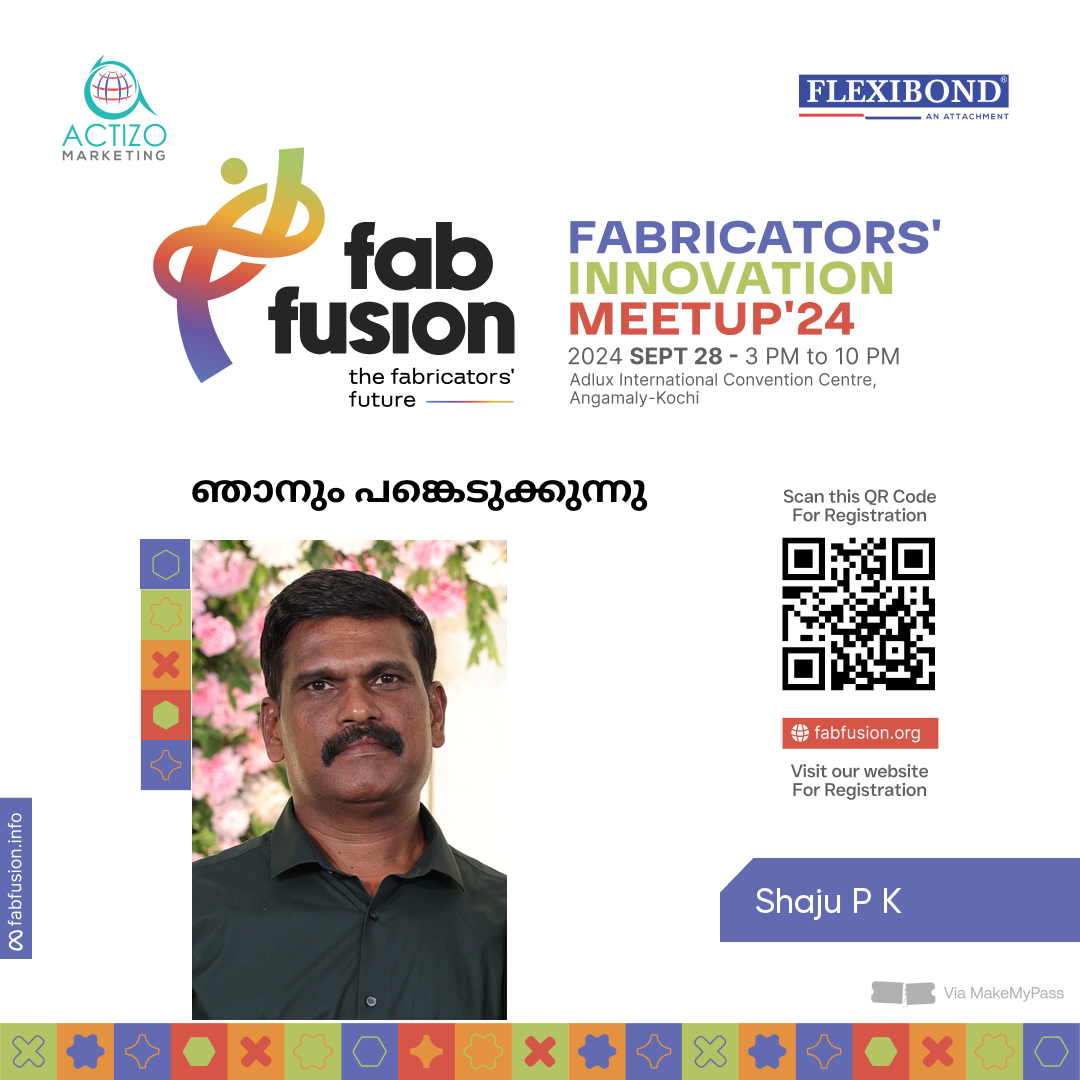 ACTIZO
MARKETING
FLEXIBOND®
AN ATTACHMENT
fab
fusion
the fabricators'
future
FABRICATORS'
INNOVATION
MEETUP'24
2024 SEPT 28 - 3 PM to 10 PM
Adlux International Convention Centre,
Angamaly-Kochi
ഞാനും പങ്കെടുക്കുന്നു
Scan this QR Code
For Registration
fabfusion.org
Visit our website
For Registration
fabfusion.info
Shaju P K
Via MakeMyPass